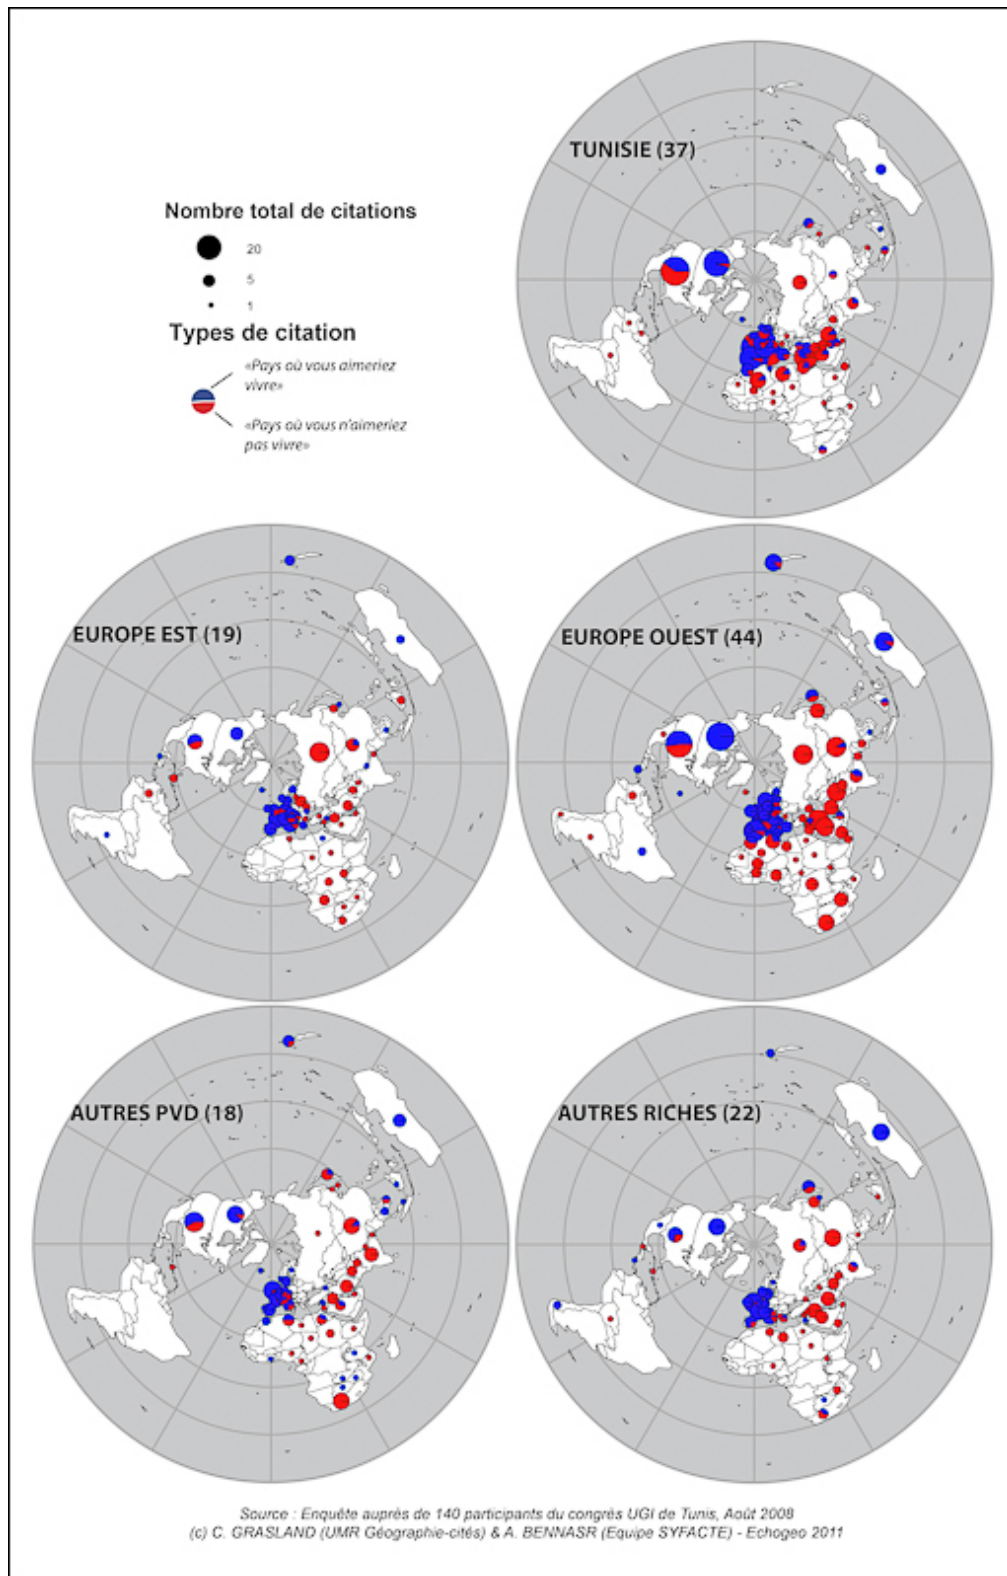 TUNISIE (37)
Nombre total de citations
20
5
1
Types de citation
«Pays où vous aimeriez
vivre»
«Pays où vous n'aimeriez
pas vivre»
EUROPE EST (19)
EUROPE OUEST (44)
AUTRES PVD (18)
AUTRES RICHES (22)
Source : Enquête auprès de 140 participants du congrès UGI de Tunis, Août 2008
(c) C. GRASLAND (UMR Géographie-cités) & A. BENNASR (Equipe SYFACTE) - Echogeo 2011